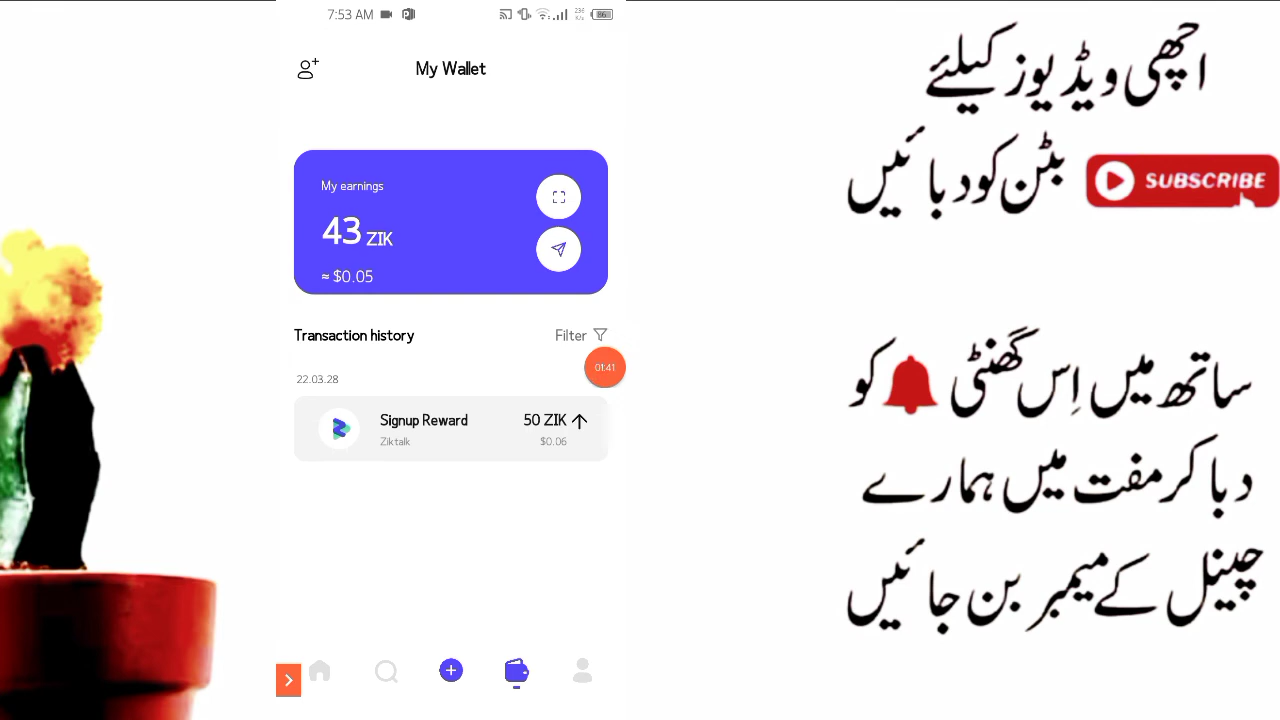 7:53 AM
236 K/s
86
My Wallet
My earnings
43 ZIK
≈ $0.05
Transaction history
Filter
01:41
22.03.28
Signup Reward
50 ZIK
Ziktalk
$0.06
اچھی ویڈیوز کیلئے
SUBSCRIBE بٹن کو دبائیں
ساتھ میں اِس گھنٹی کو
دبا کر مفت میں ہمارے
چینل کے میمبر بن جائیں